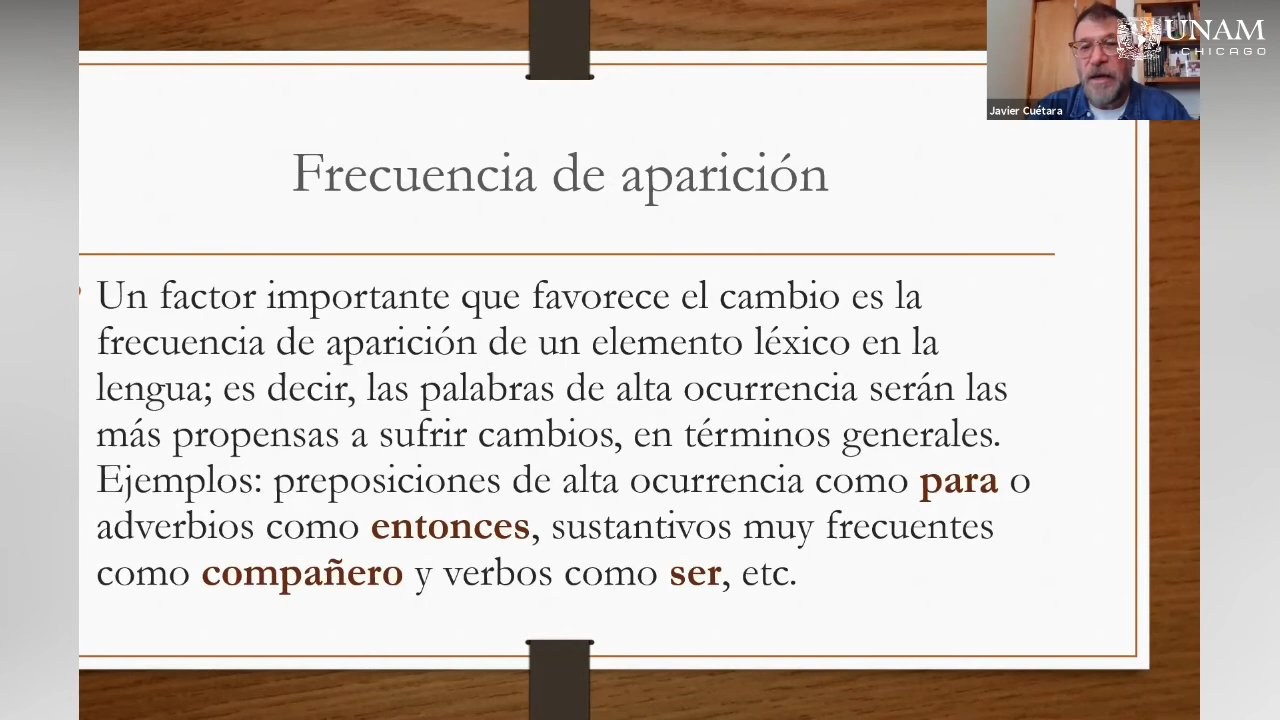 UNAM
CHICAGO
Javier Cuétara
Frecuencia de aparición
Un factor importante que favorece el cambio es la
frecuencia de aparición de un elemento léxico en la
lengua; es decir, las palabras de alta ocurrencia serán las
más propensas a sufrir cambios, en términos generales.
Ejemplos: preposiciones de alta ocurrencia como para o
adverbios como entonces, sustantivos muy frecuentes
como compañero y verbos como ser, etc.